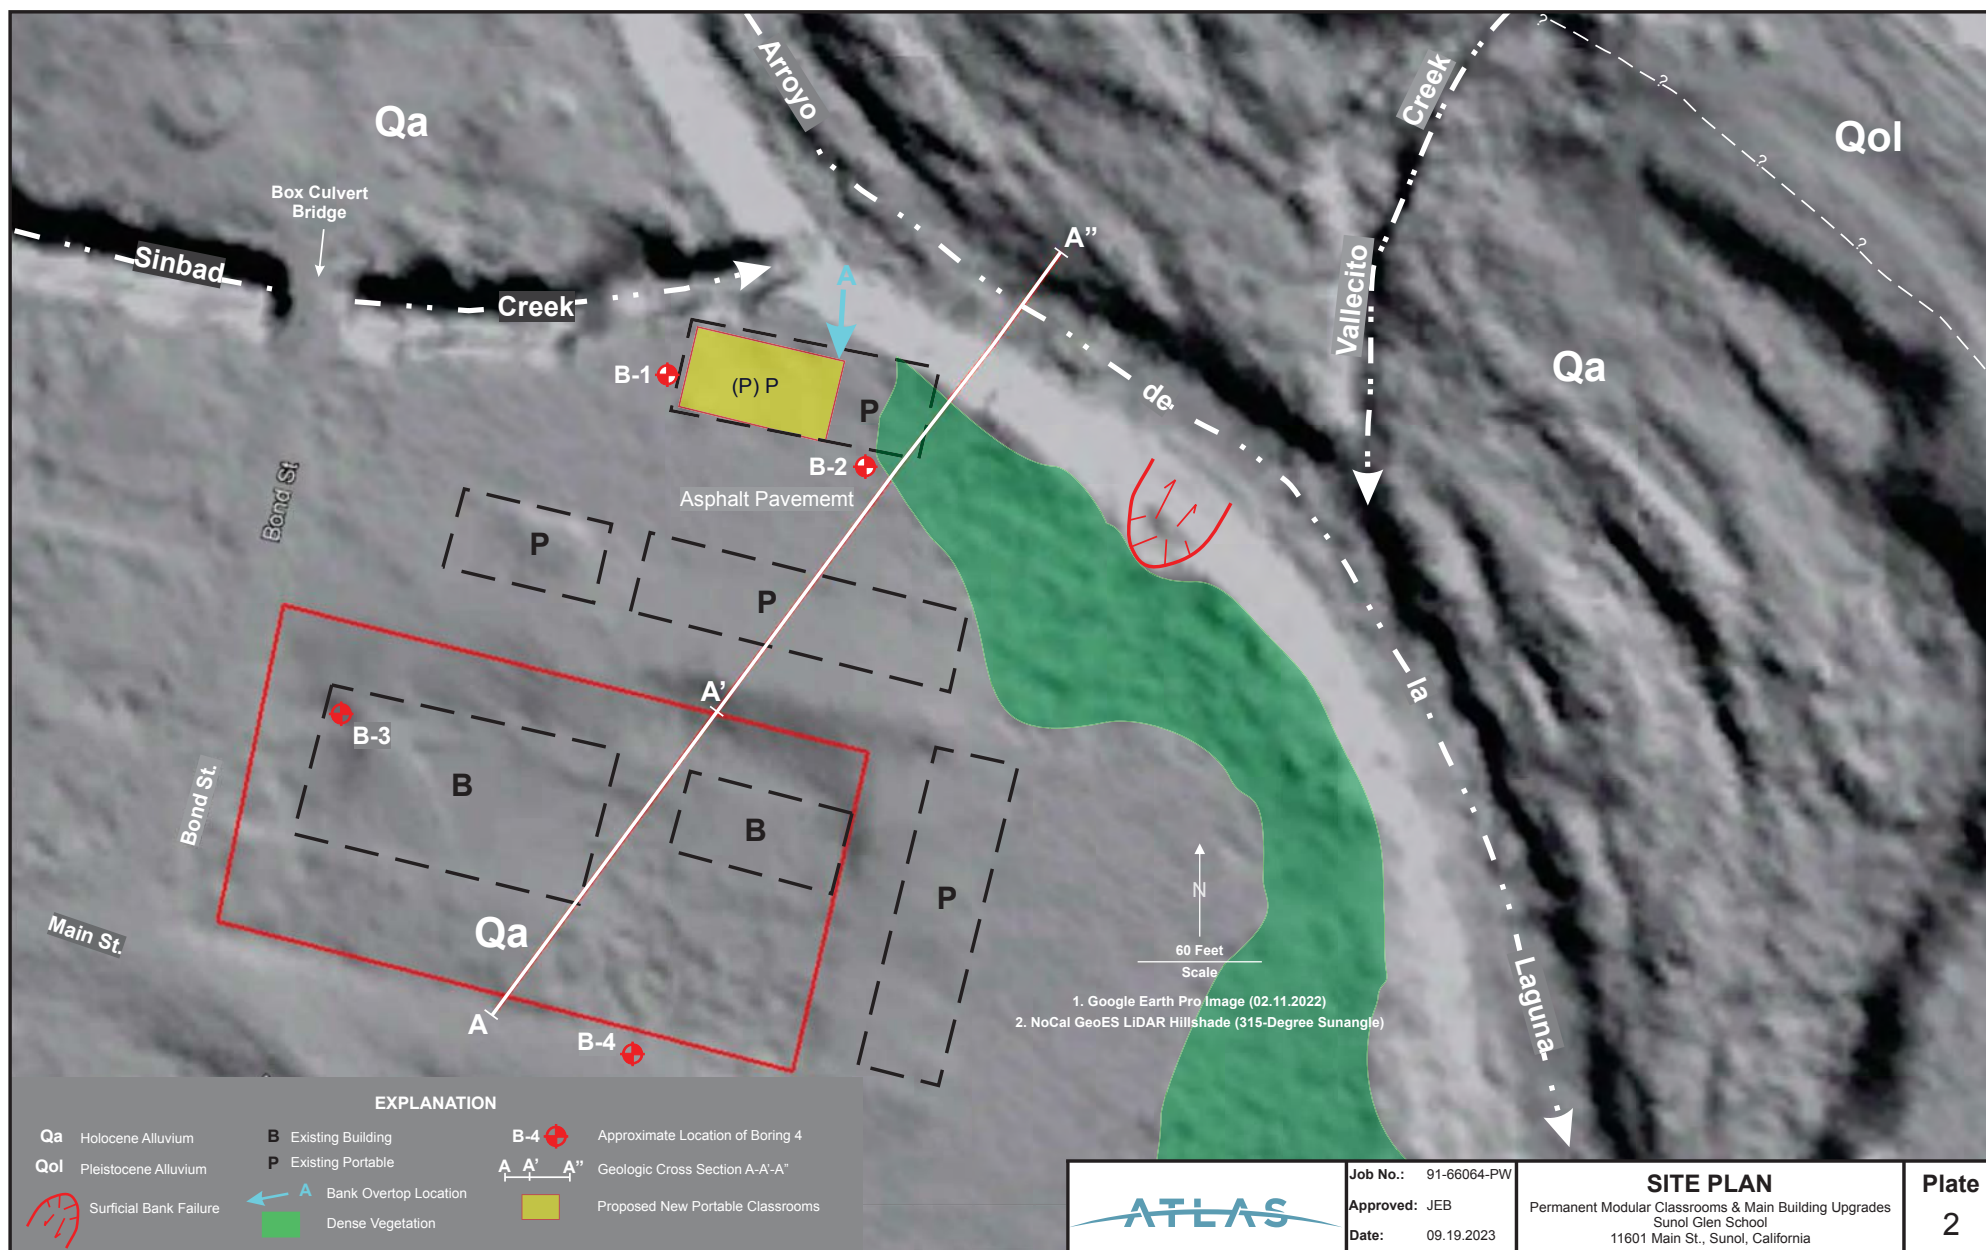 Arroyo
Creek
?
?
?
?
Qa
Qol
Box Culvert
Bridge
A”
Sinbad
Creek
A
Vallecito
B-1
(P) P
P
de
Qa
B-2
Asphalt Pavememt
Bond St
P
P
A’
la
B-3
B
Bond St.
B
P
N
Main St.
Qa
60 Feet
Scale
1. Google Earth Pro Image (02.11.2022)
2. NoCal GeoES LiDAR Hillshade (315-Degree Sunangle)
Laguna
A
B-4
EXPLANATION
Qa Holocene Alluvium
Qol Pleistocene Alluvium
Surficial Bank Failure
B Existing Building
P Existing Portable
A Bank Overtop Location
Dense Vegetation
B-4 Approximate Location of Boring 4
A A’ A” Geologic Cross Section A-A’-A”
Proposed New Portable Classrooms
ATLAS
Job No.: 91-66064-PW
Approved: JEB
Date: 09.19.2023
SITE PLAN
Permanent Modular Classrooms & Main Building Upgrades
Sunol Glen School
11601 Main St., Sunol, California
Plate
2